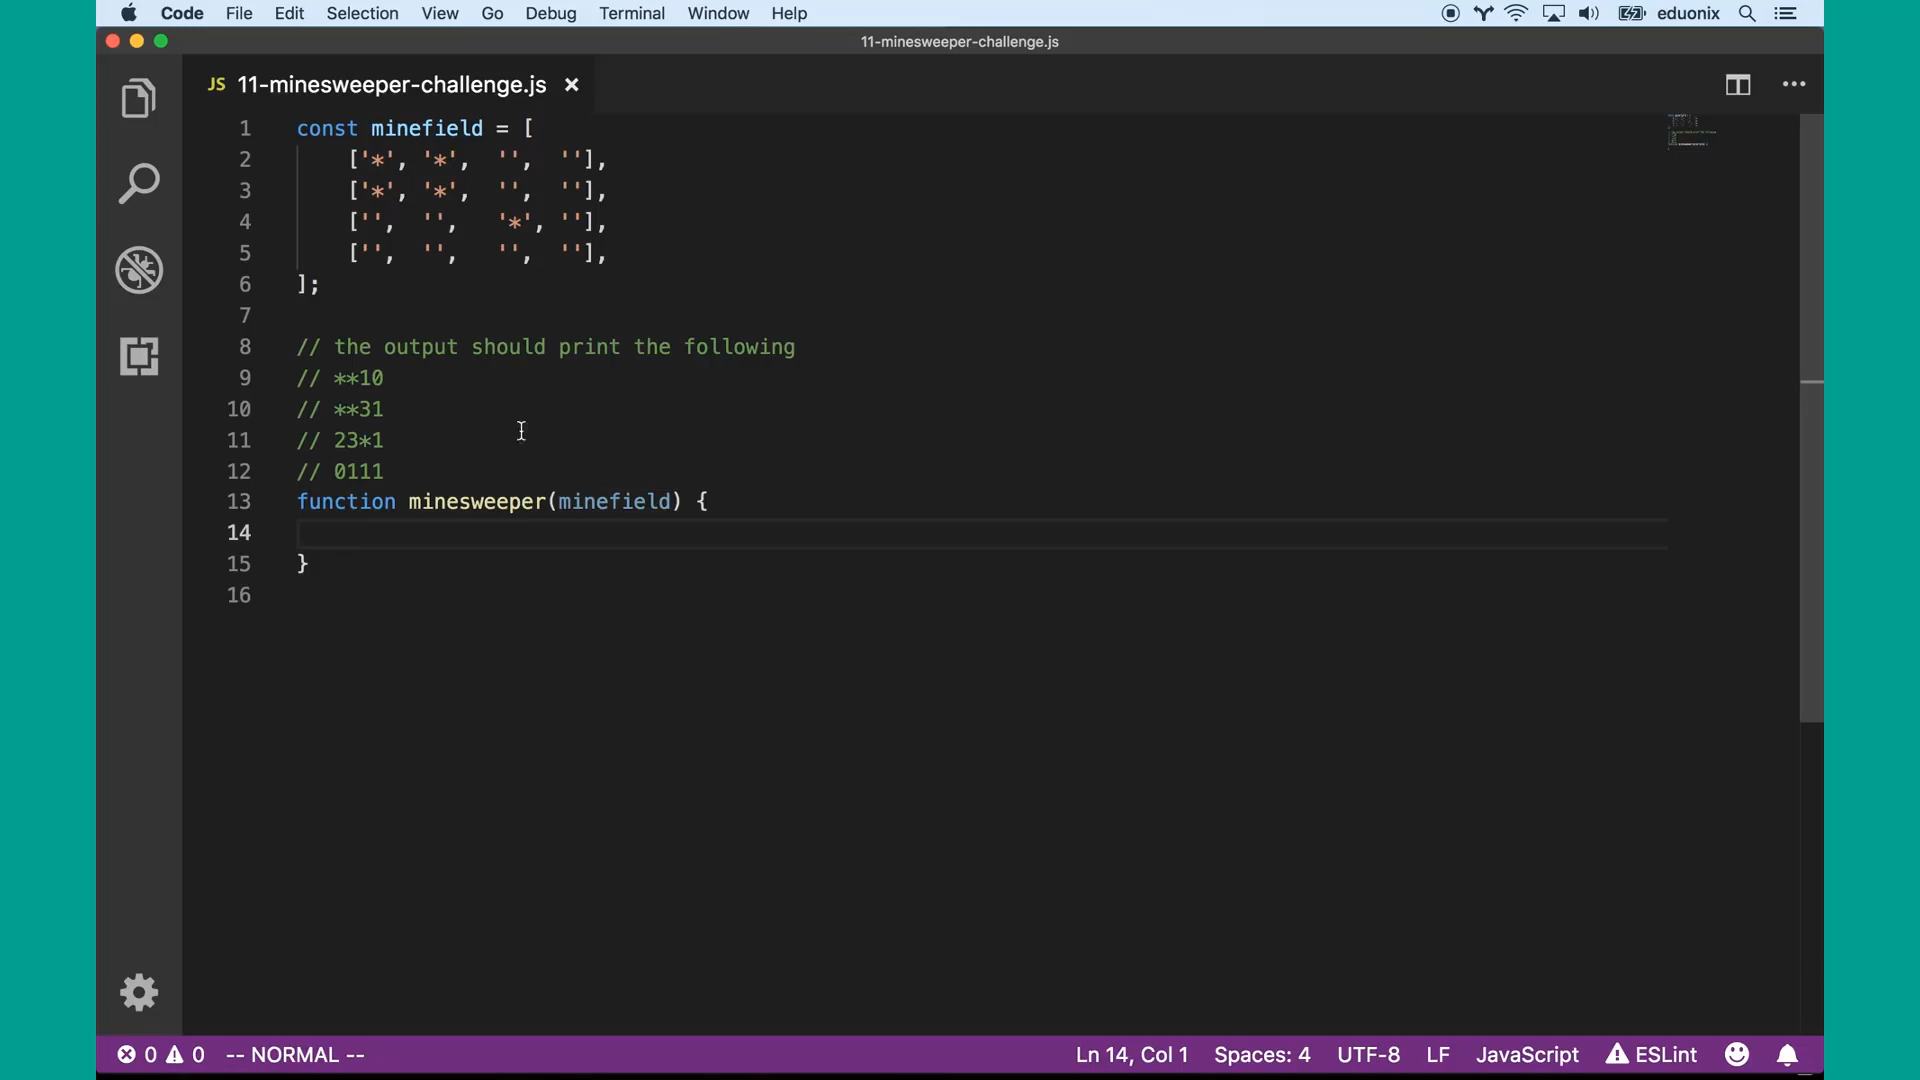 Code File Edit Selection View Go Debug Terminal Window Help eduonix
11-minesweeper-challenge.js
JS 11-minesweeper-challenge.js ×
1 const minefield = [
2 ['*', '*', '', ''],
3 ['*', '*', '', ''],
4 ['', '', '*', ''],
5 ['', '', '', ''],
6 ];
7
8 // the output should print the following
9 // **10
10 // **31
11 // 23*1
12 // 0111
13 function minesweeper(minefield) {
14
15 }
16
0 0 -- NORMAL -- Ln 14, Col 1 Spaces: 4 UTF-8 LF JavaScript ESLint